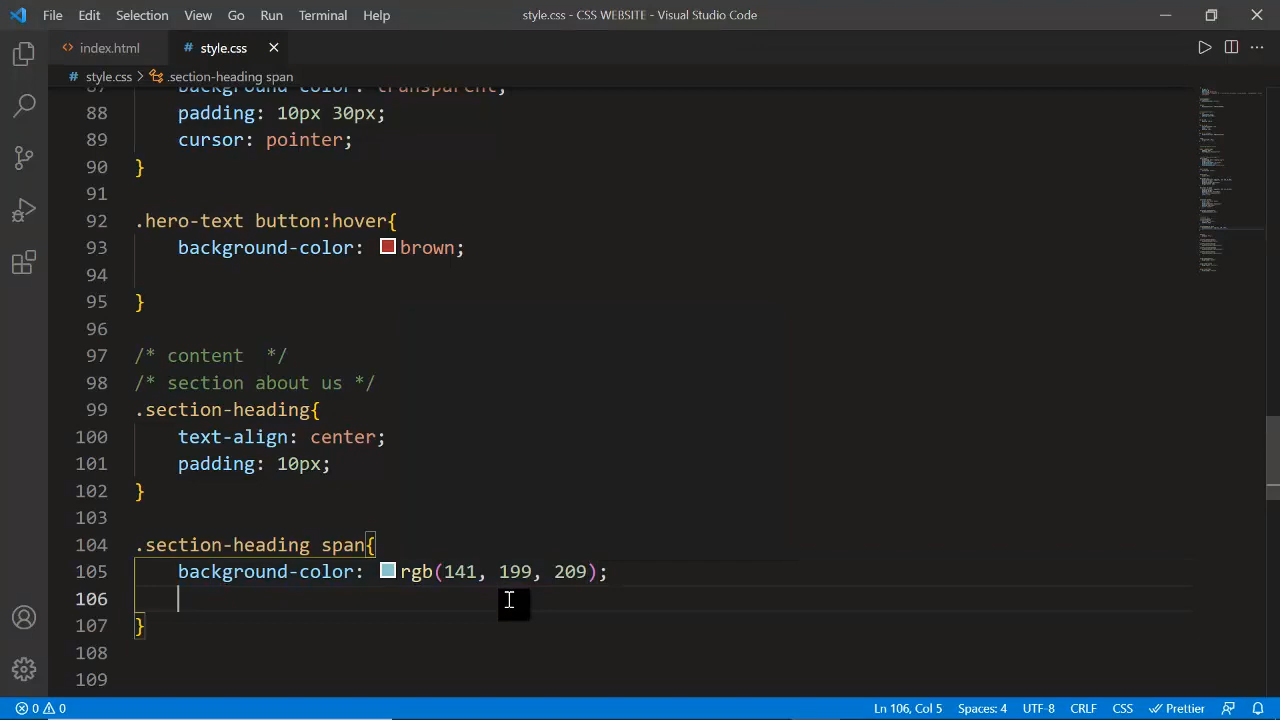 File Edit Selection View Go Run Terminal Help style.css - CSS WEBSITE - Visual Studio Code
<> index.html # style.css
# style.css > .section-heading span
87 background-color: transparent;
88 padding: 10px 30px;
89 cursor: pointer;
90 }
91
92 .hero-text button:hover{
93 background-color: brown;
94
95 }
96
97 /* content  */
98 /* section about us */
99 .section-heading{
100 text-align: center;
101 padding: 10px;
102 }
103
104 .section-heading span{
105 background-color: rgb(141, 199, 209);
106
107 }
108
109
0 0 Ln 106, Col 5 Spaces: 4 UTF-8 CRLF CSS Prettier